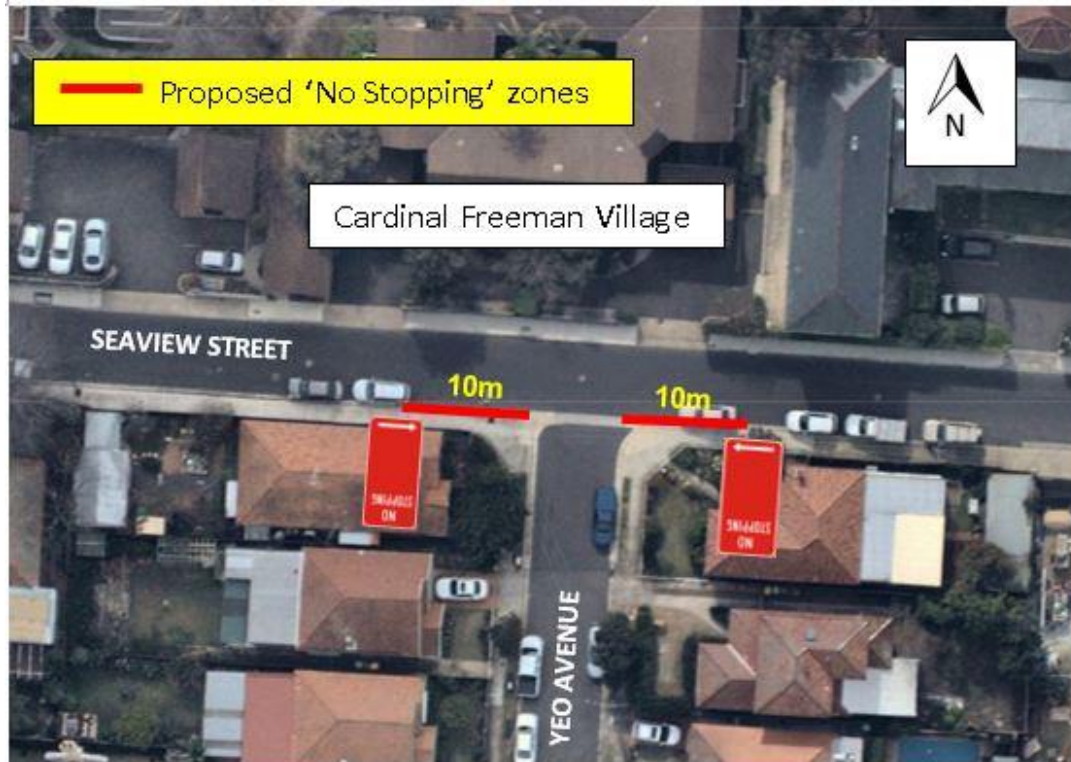 Proposed ‘No Stopping’ zones
N
Cardinal Freeman Village
SEAVIEW STREET
10m
10m
NO
STOPPING
NO
STOPPING
YEO AVENUE